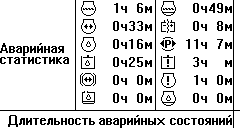 1ч 6м 0ч49м
0ч33м 0ч 8м
Аварийная 0ч16м (P) 11ч 7м
статистика 0ч25м 3ч м
0ч 0м 1ч 0м
0ч 0м 0ч 0м
Длительность аварийных состояний